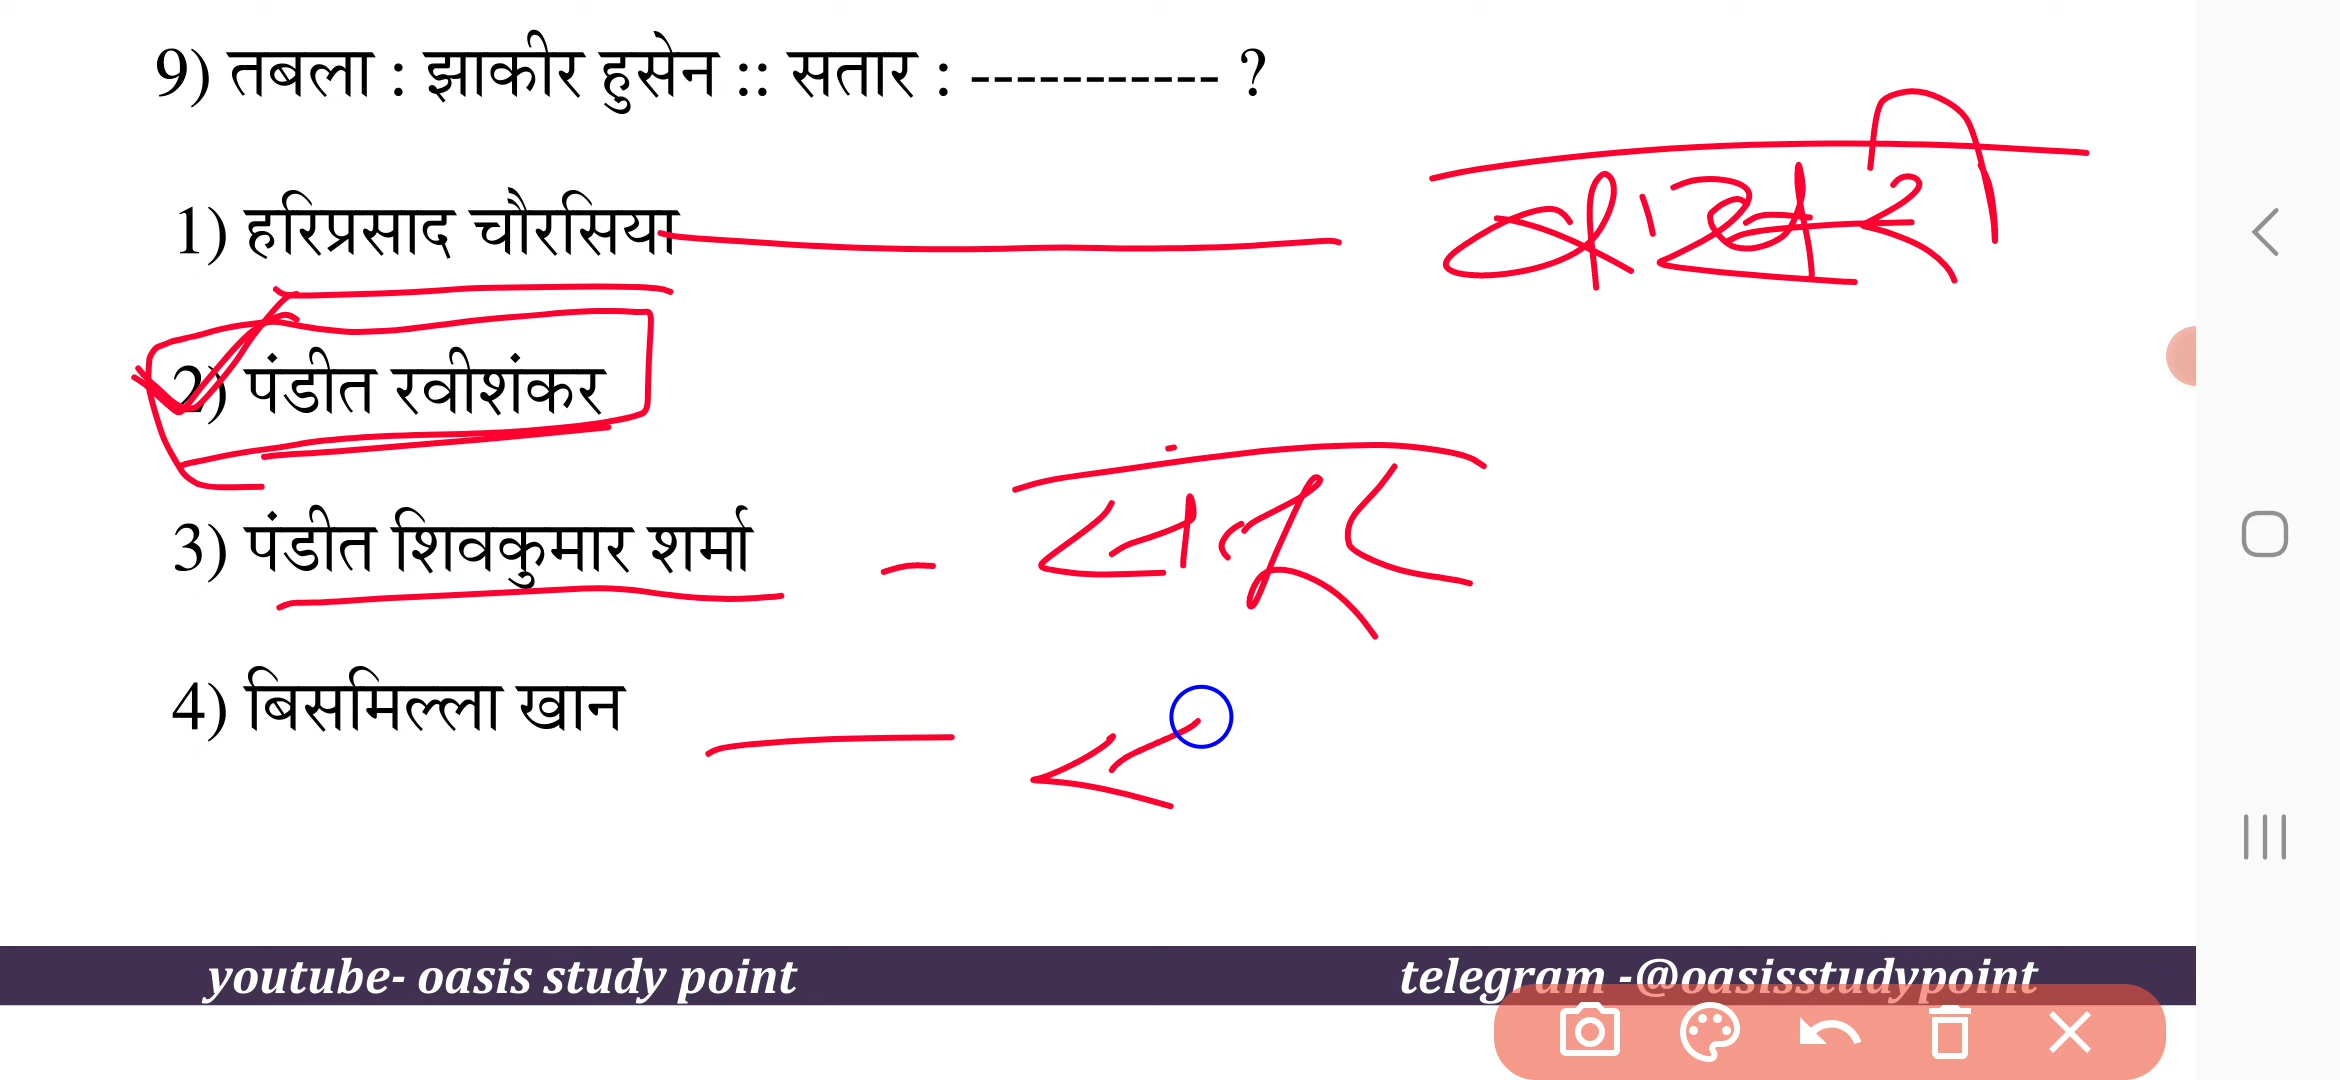 9) तबला : झाकीर हुसेन :: सतार : ----------- ?
1) हरिप्रसाद चौरसिया
बासरी
2) पंडीत रवीशंकर
3) पंडीत शिवकुमार शर्मा - संतूर
4) बिसमिल्ला खान
youtube- oasis study point
telegram -@oasisstudypoint